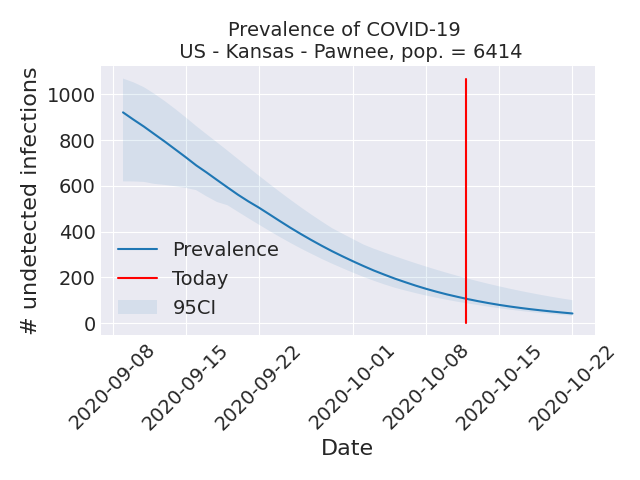 Prevalence of COVID-19
US - Kansas - Pawnee, pop. = 6414
# undetected infections
1000
800
600
400
200
0
Prevalence
Today
95CI
2020-09-08
2020-09-15
2020-09-22
2020-10-01
2020-10-08
2020-10-15
2020-10-22
Date